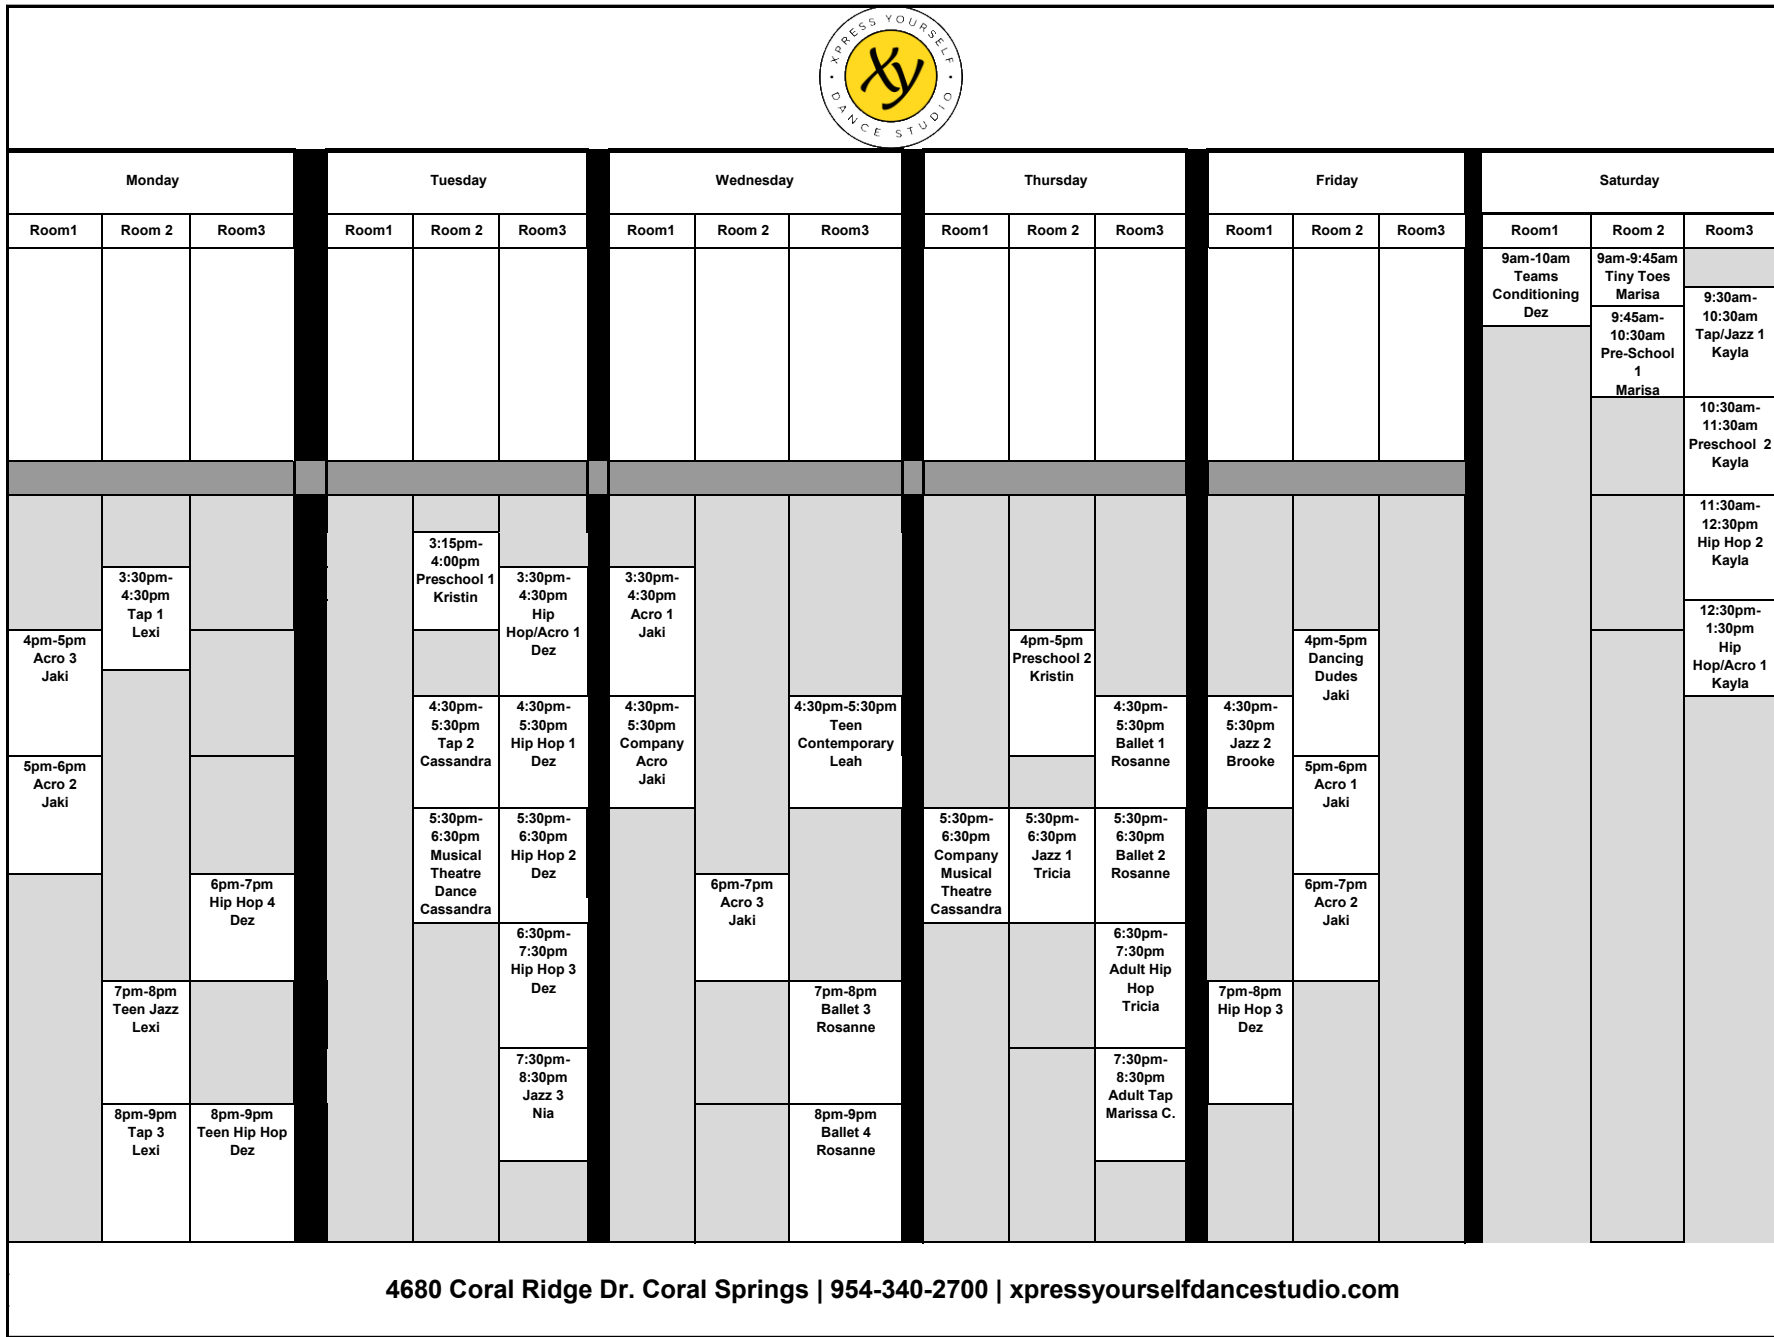 XPRESS YOURSELF
xy
DANCE STUDIO
Monday
Tuesday
Wednesday
Thursday
Friday
Saturday
Room1
Room 2
Room3
Room1
Room 2
Room3
Room1
Room 2
Room3
Room1
Room 2
Room3
Room1
Room 2
Room3
Room1
Room 2
Room3
4pm-5pm
Acro 3
Jaki
5pm-6pm
Acro 2
Jaki
3:30pm-
4:30pm
Tap 1
Lexi
7pm-8pm
Teen Jazz
Lexi
8pm-9pm
Tap 3
Lexi
6pm-7pm
Hip Hop 4
Dez
8pm-9pm
Teen Hip Hop
Dez
3:15pm-
4:00pm
Preschool 1
Kristin
4:30pm-
5:30pm
Tap 2
Cassandra
5:30pm-
6:30pm
Musical
Theatre
Dance
Cassandra
3:30pm-
4:30pm
Hip
Hop/Acro 1
Dez
4:30pm-
5:30pm
Hip Hop 1
Dez
5:30pm-
6:30pm
Hip Hop 2
Dez
6:30pm-
7:30pm
Hip Hop 3
Dez
7:30pm-
8:30pm
Jazz 3
Nia
3:30pm-
4:30pm
Acro 1
Jaki
4:30pm-
5:30pm
Company
Acro
Jaki
6pm-7pm
Acro 3
Jaki
4:30pm-5:30pm
Teen
Contemporary
Leah
7pm-8pm
Ballet 3
Rosanne
8pm-9pm
Ballet 4
Rosanne
5:30pm-
6:30pm
Company
Musical
Theatre
Cassandra
4pm-5pm
Preschool 2
Kristin
5:30pm-
6:30pm
Jazz 1
Tricia
4:30pm-
5:30pm
Ballet 1
Rosanne
5:30pm-
6:30pm
Ballet 2
Rosanne
6:30pm-
7:30pm
Adult Hip
Hop
Tricia
7:30pm-
8:30pm
Adult Tap
Marissa C.
4:30pm-
5:30pm
Jazz 2
Brooke
7pm-8pm
Hip Hop 3
Dez
4pm-5pm
Dancing
Dudes
Jaki
5pm-6pm
Acro 1
Jaki
6pm-7pm
Acro 2
Jaki
9am-10am
Teams
Conditioning
Dez
9am-9:45am
Tiny Toes
Marisa
9:45am-
10:30am
Pre-School
1
Marisa
9:30am-
10:30am
Tap/Jazz 1
Kayla
10:30am-
11:30am
Preschool 2
Kayla
11:30am-
12:30pm
Hip Hop 2
Kayla
12:30pm-
1:30pm
Hip
Hop/Acro 1
Kayla
4680 Coral Ridge Dr. Coral Springs | 954-340-2700 | xpressyourselfdancestudio.com